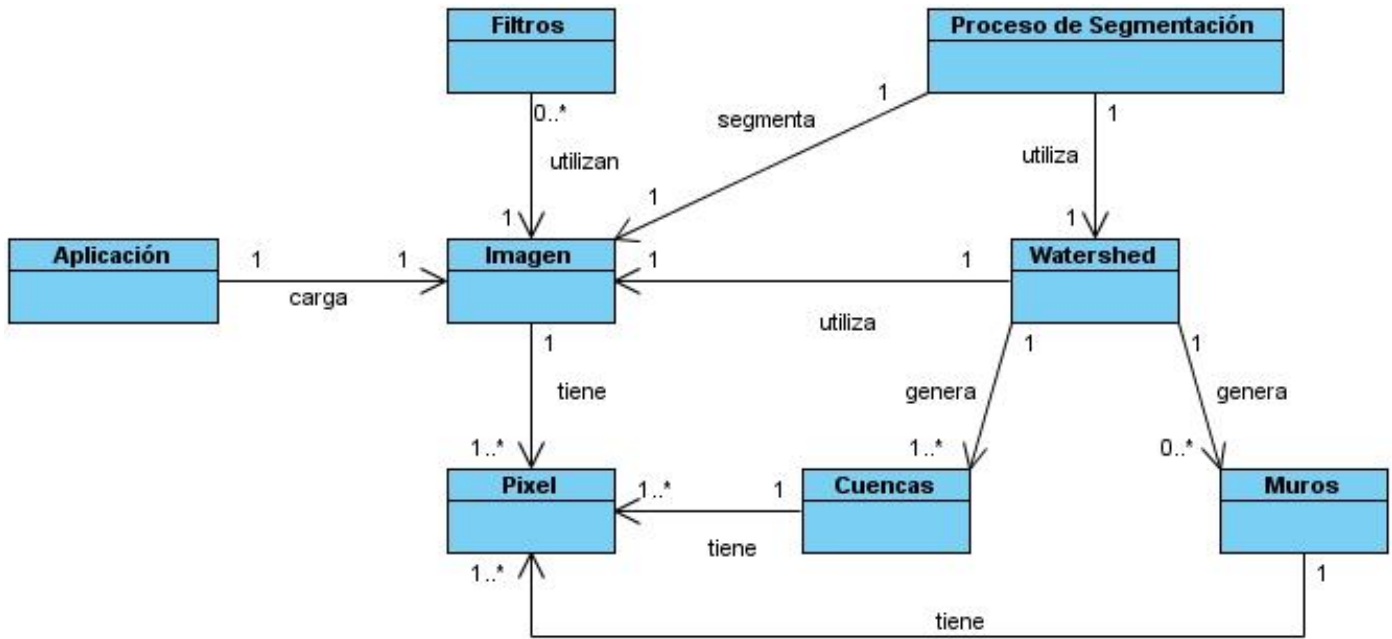 Filtros
Proceso de Segmentación
0..*
1
1
segmenta
utilizan
utiliza
1
1
1
Aplicación
1
1
Imagen
1
1
Watershed
carga
utiliza
1
1
1
tiene
genera
genera
1..*
1..*
0..*
Pixel
1..*
1
Cuencas
Muros
tiene
1..*
1
tiene